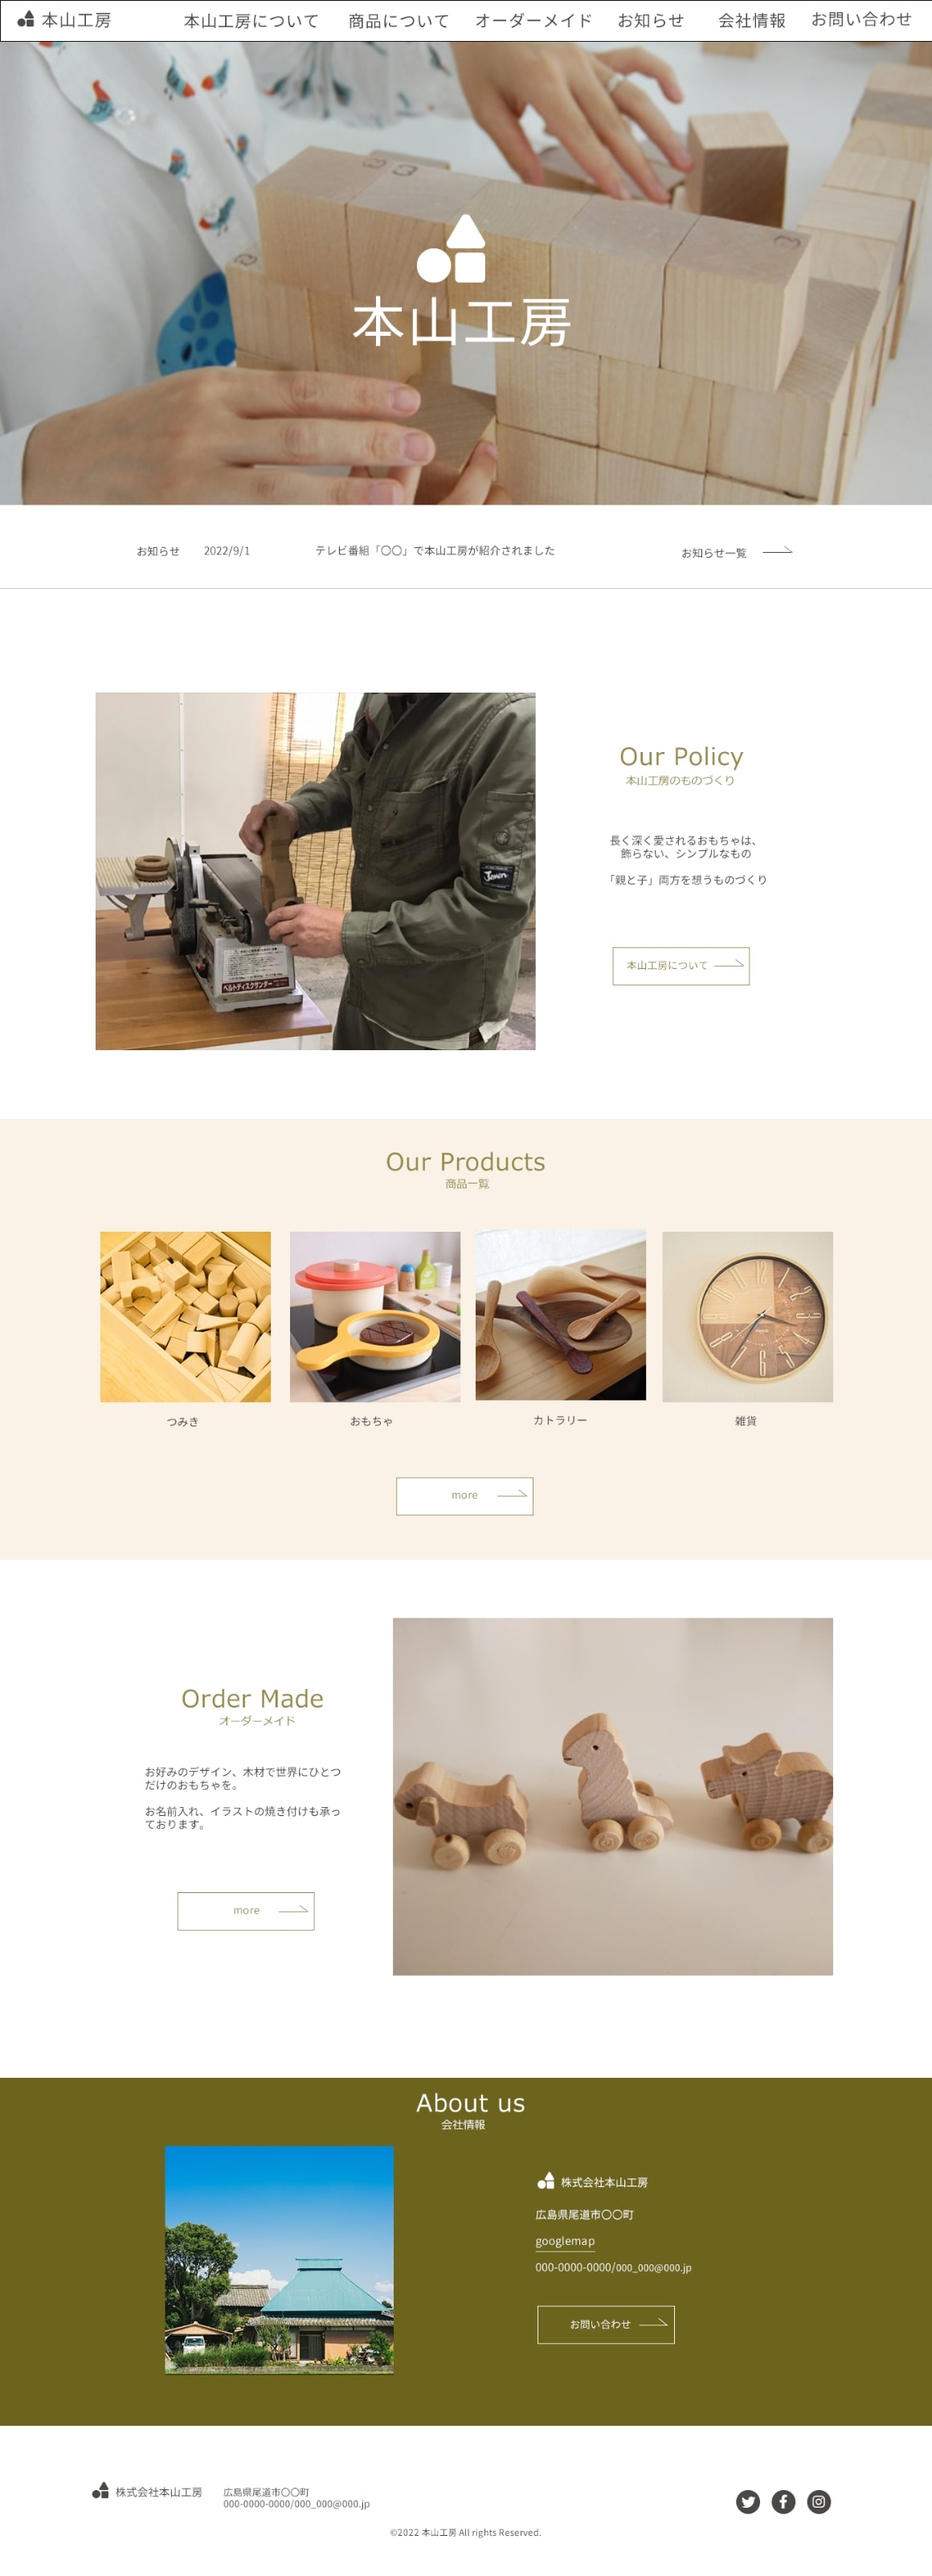 本山工房
本山工房について
商品について
オーダーメイド
お知らせ
会社情報
お問い合わせ
本山工房
お知らせ
2022/9/1
テレビ番組「〇〇」で本山工房が紹介されました
お知らせ一覧
ベルトディスクサンダー
Our Policy
本山工房のものづくり
長く深く愛されるおもちゃは、
飾らない、シンプルなもの
「親と子」両方を想うものづくり
本山工房について
Our Products
商品一覧
つみき
おもちゃ
カトラリー
雑貨
more
Order Made
オーダーメイド
お好みのデザイン、木材で世界にひとつ
だけのおもちゃを。
お名前入れ、イラストの焼き付けも承っ
ております。
more
About us
会社情報
株式会社本山工房
広島県尾道市〇〇町
googlemap
000-0000-0000/000_000@000.jp
お問い合わせ
株式会社本山工房
広島県尾道市〇〇町
000-0000-0000/000_000@000.jp
©2022 本山工房 All rights Reserved.